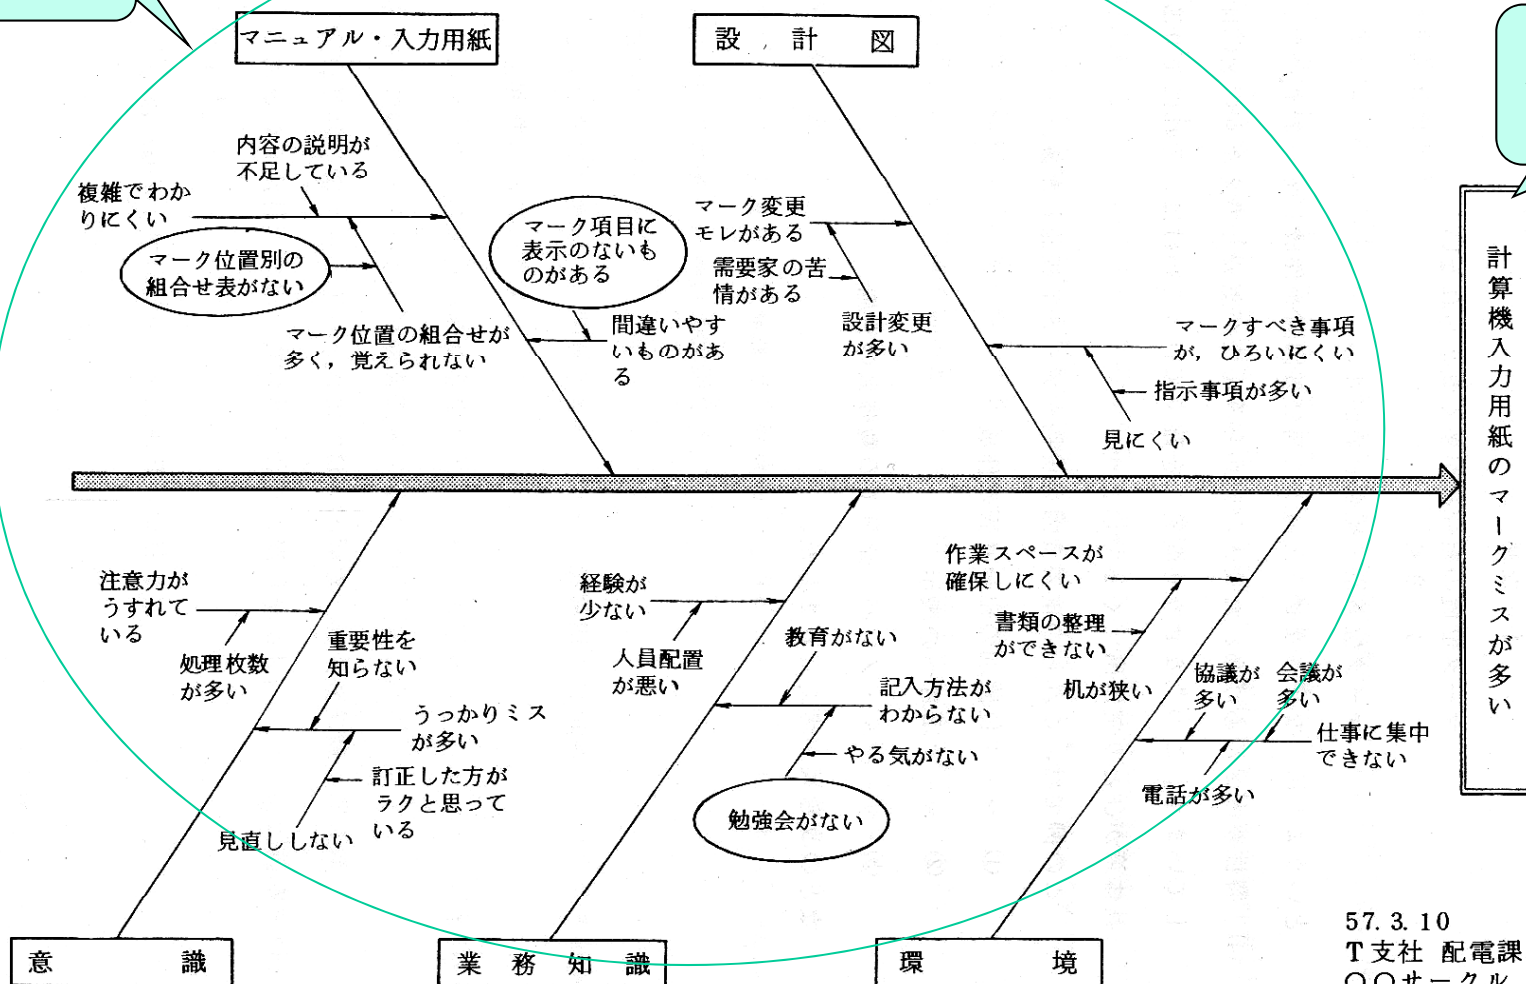 マニュアル・入力用紙
設計図
内容の説明が
不足している
複雑でわか
りにくい
マーク位置別の
組合せ表がない
マーク位置の組合せが
多く，覚えられない
マーク項目に
表示のないも
のがある
間違いやす
いものがあ
る
マーク変更
モレがある
需要家の苦
情がある
設計変更
が多い
マークすべき事項
が，ひろいにくい
指示事項が多い
見にくい
計算機入力用紙のマークミスが多い
注意力が
うすれて
いる
処理枚数
が多い
重要性を
知らない
うっかりミス
が多い
訂正した方が
ラクと思って
いる
見直ししない
経験が
少ない
人員配置
が悪い
教育がない
記入方法が
わからない
やる気がない
勉強会がない
作業スペースが
確保しにくい
書類の整理
ができない
机が狭い
協議が
多い
会議が
多い
仕事に集中
できない
電話が多い
意識
業務知識
環境
57.3.10
T支社 配電課
○○サークル